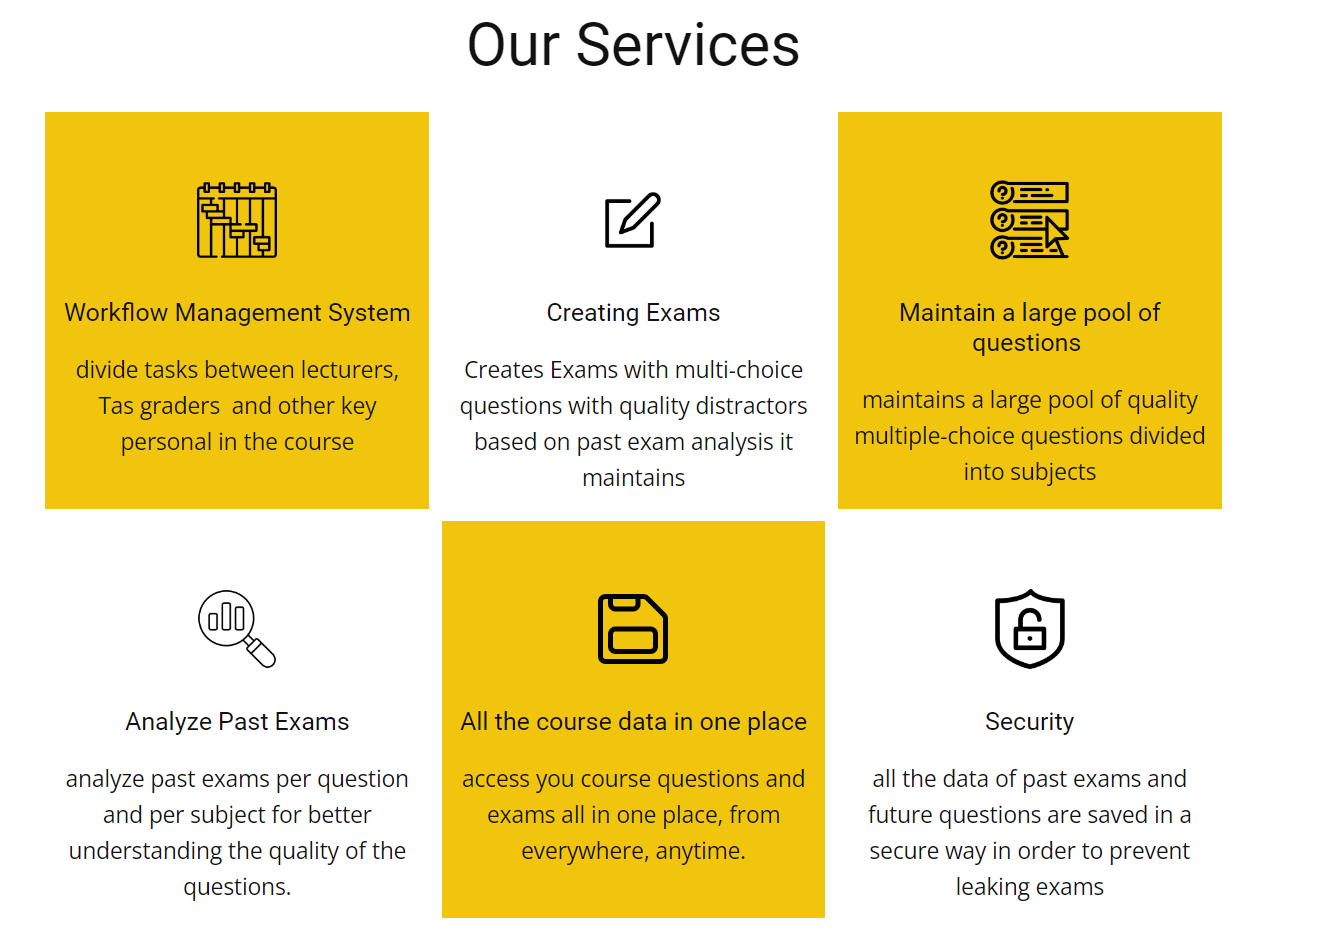 Our Services
Workflow Management System
divide tasks between lecturers,
Tas graders  and other key
personal in the course
Creating Exams
Creates Exams with multi-choice
questions with quality distractors
based on past exam analysis it
maintains
Maintain a large pool of
questions
maintains a large pool of quality
multiple-choice questions divided
into subjects
Analyze Past Exams
analyze past exams per question
and per subject for better
understanding the quality of the
questions.
All the course data in one place
access you course questions and
exams all in one place, from
everywhere, anytime.
Security
all the data of past exams and
future questions are saved in a
secure way in order to prevent
leaking exams